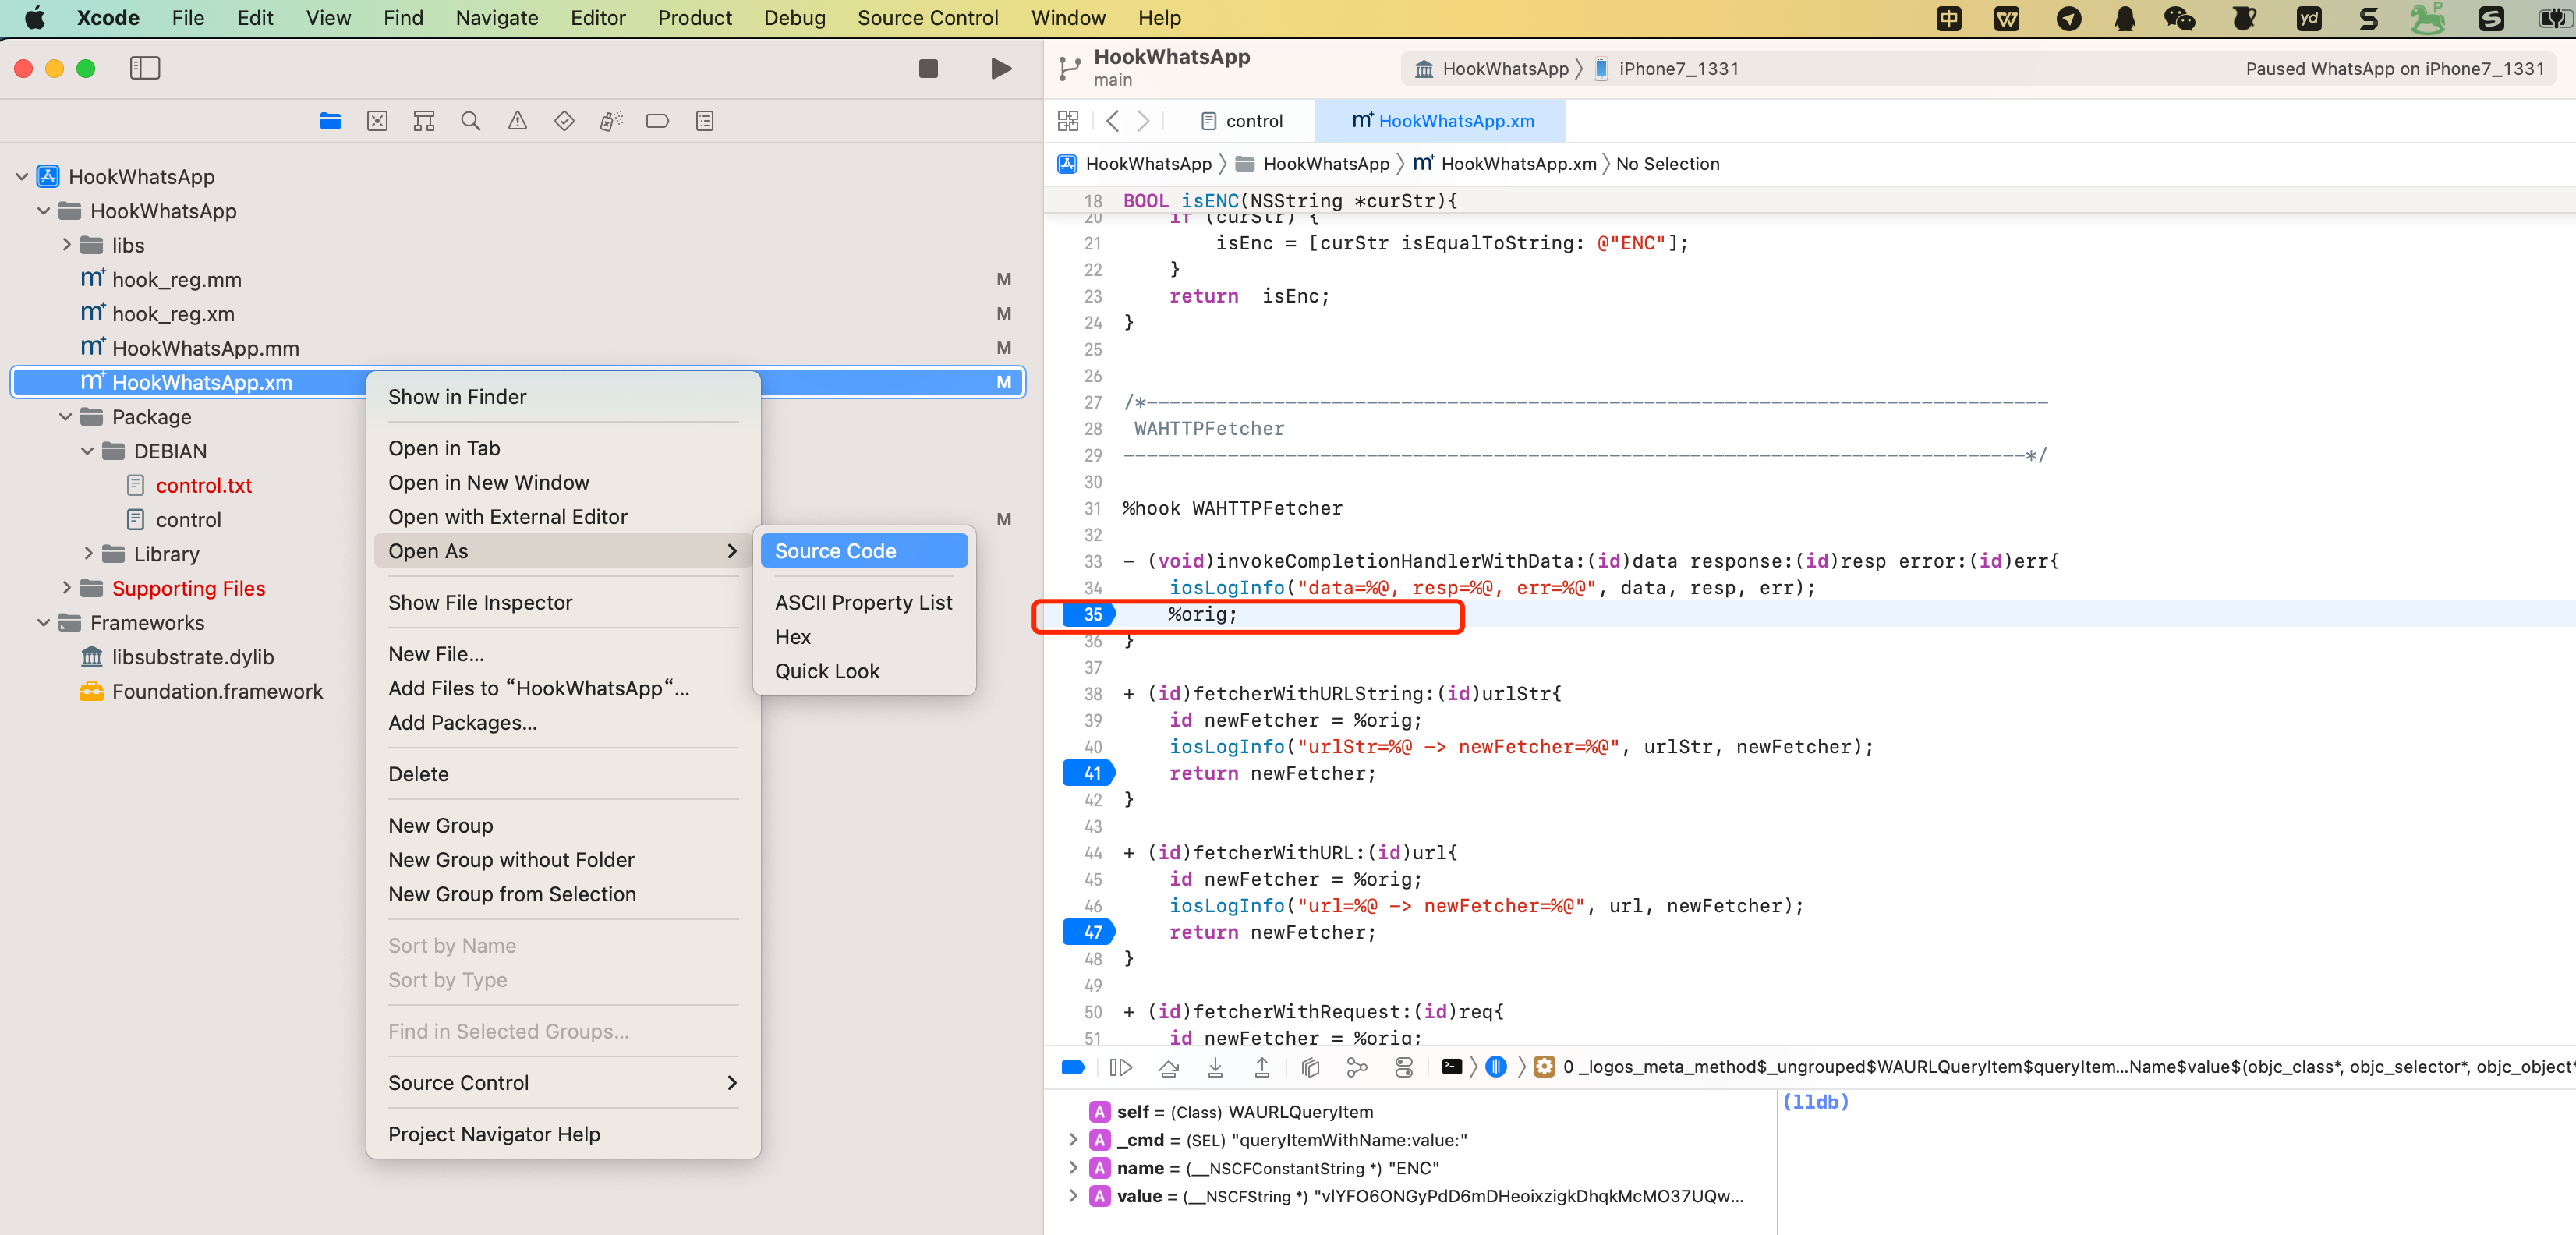 Xcode File Edit View Find Navigate Editor Product Debug Source Control Window Help
中 W yd S P S
HookWhatsApp
main
HookWhatsApp 〉 iPhone7_1331
Paused WhatsApp on iPhone7_1331
control
m+ HookWhatsApp.xm
HookWhatsApp 〉 HookWhatsApp 〉 m+ HookWhatsApp.xm 〉 No Selection
HookWhatsApp
HookWhatsApp
libs
m+ hook_reg.mm M
m+ hook_reg.xm M
m+ HookWhatsApp.mm M
m+ HookWhatsApp.xm M
Package
DEBIAN
control.txt
control M
Library
Supporting Files
Frameworks
libsubstrate.dylib
Foundation.framework
Show in Finder
Open in Tab
Open in New Window
Open with External Editor
Open As
Show File Inspector
New File...
Add Files to “HookWhatsApp“...
Add Packages...
Delete
New Group
New Group without Folder
New Group from Selection
Sort by Name
Sort by Type
Find in Selected Groups...
Source Control
Project Navigator Help
Source Code
ASCII Property List
Hex
Quick Look
18 BOOL isENC(NSString *curStr){
20 if (curStr) {
21 isEnc = [curStr isEqualToString: @"ENC"];
22 }
23 return  isEnc;
24 }
25
26
27 /*------------------------------------------------------------------------------
28 WAHTTPFetcher
29 ------------------------------------------------------------------------------*/
30
31 %hook WAHTTPFetcher
32
33 - (void)invokeCompletionHandlerWithData:(id)data response:(id)resp error:(id)err{
34 iosLogInfo("data=%@, resp=%@, err=%@", data, resp, err);
35 %orig;
36 }
37
38 + (id)fetcherWithURLString:(id)urlStr{
39 id newFetcher = %orig;
40 iosLogInfo("urlStr=%@ -> newFetcher=%@", urlStr, newFetcher);
41 return newFetcher;
42 }
43
44 + (id)fetcherWithURL:(id)url{
45 id newFetcher = %orig;
46 iosLogInfo("url=%@ -> newFetcher=%@", url, newFetcher);
47 return newFetcher;
48 }
49
50 + (id)fetcherWithRequest:(id)req{
51 id newFetcher = %orig;
0 _logos_meta_method$_ungrouped$WAURLQueryItem$queryItem...Name$value$(objc_class*, objc_selector*, objc_object*
A self = (Class) WAURLQueryItem
A _cmd = (SEL) "queryItemWithName:value:"
A name = (__NSCFConstantString *) "ENC"
A value = (__NSCFString *) "vlYFO6ONGyPdD6mDHeoixzigkDhqkMcMO37UQw...
(lldb)